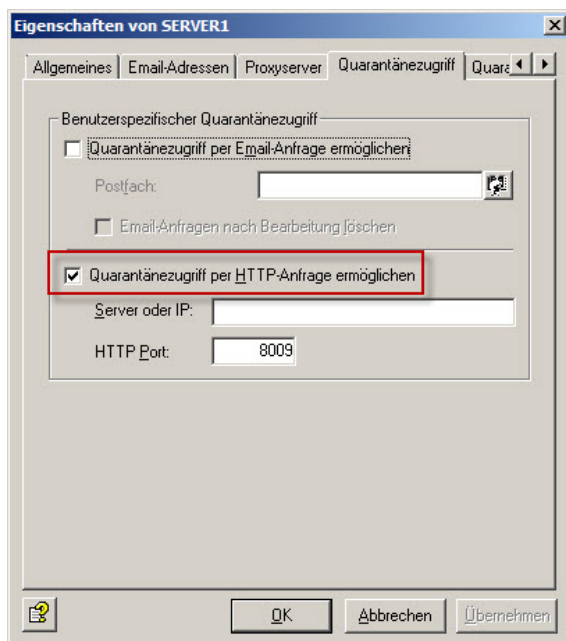 Eigenschaften von SERVER1
Allgemeines Email-Adressen Proxyserver Quarantänezugriff
Benutzerspezifischer Quarantänezugriff
Quarantänezugriff per Email-Anfrage ermöglichen
Postfach:
Email-Anfragen nach Bearbeitung löschen
Quarantänezugriff per HTTP-Anfrage ermöglichen
Server oder IP:
HTTP Port: 8009
OK Abbrechen Übernehmen